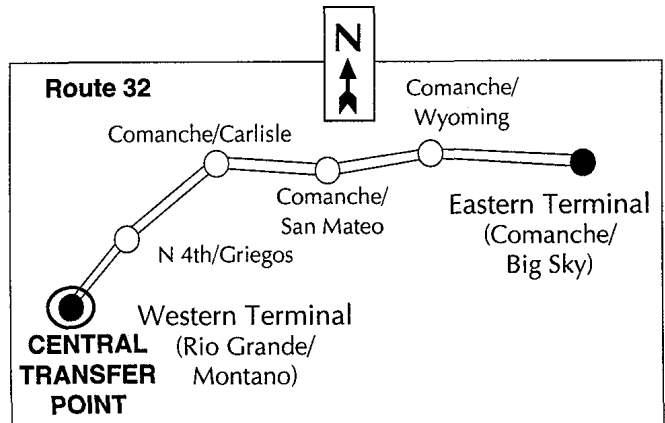 N
Route 32
Comanche/
Wyoming
Comanche/Carlisle
Comanche/
San Mateo
Eastern Terminal
(Comanche/
Big Sky)
N 4th/Griegos
Western Terminal
(Rio Grande/
Montano)
CENTRAL
TRANSFER
POINT